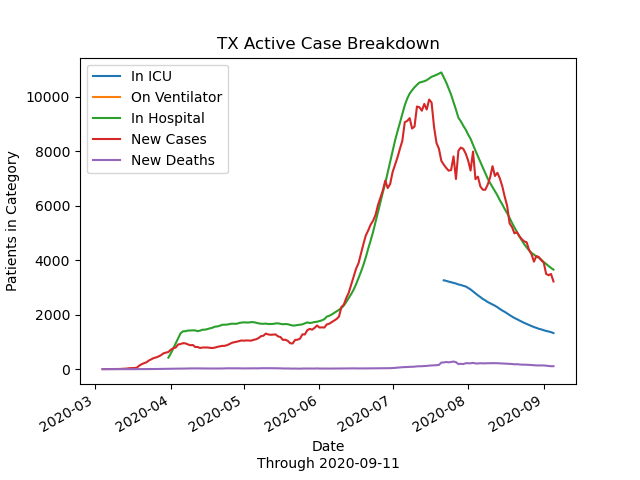 TX Active Case Breakdown
In ICU
On Ventilator
In Hospital
New Cases
New Deaths
Patients in Category
10000
8000
6000
4000
2000
0
2020-03
2020-04
2020-05
2020-06
2020-07
2020-08
2020-09
Date
Through 2020-09-11